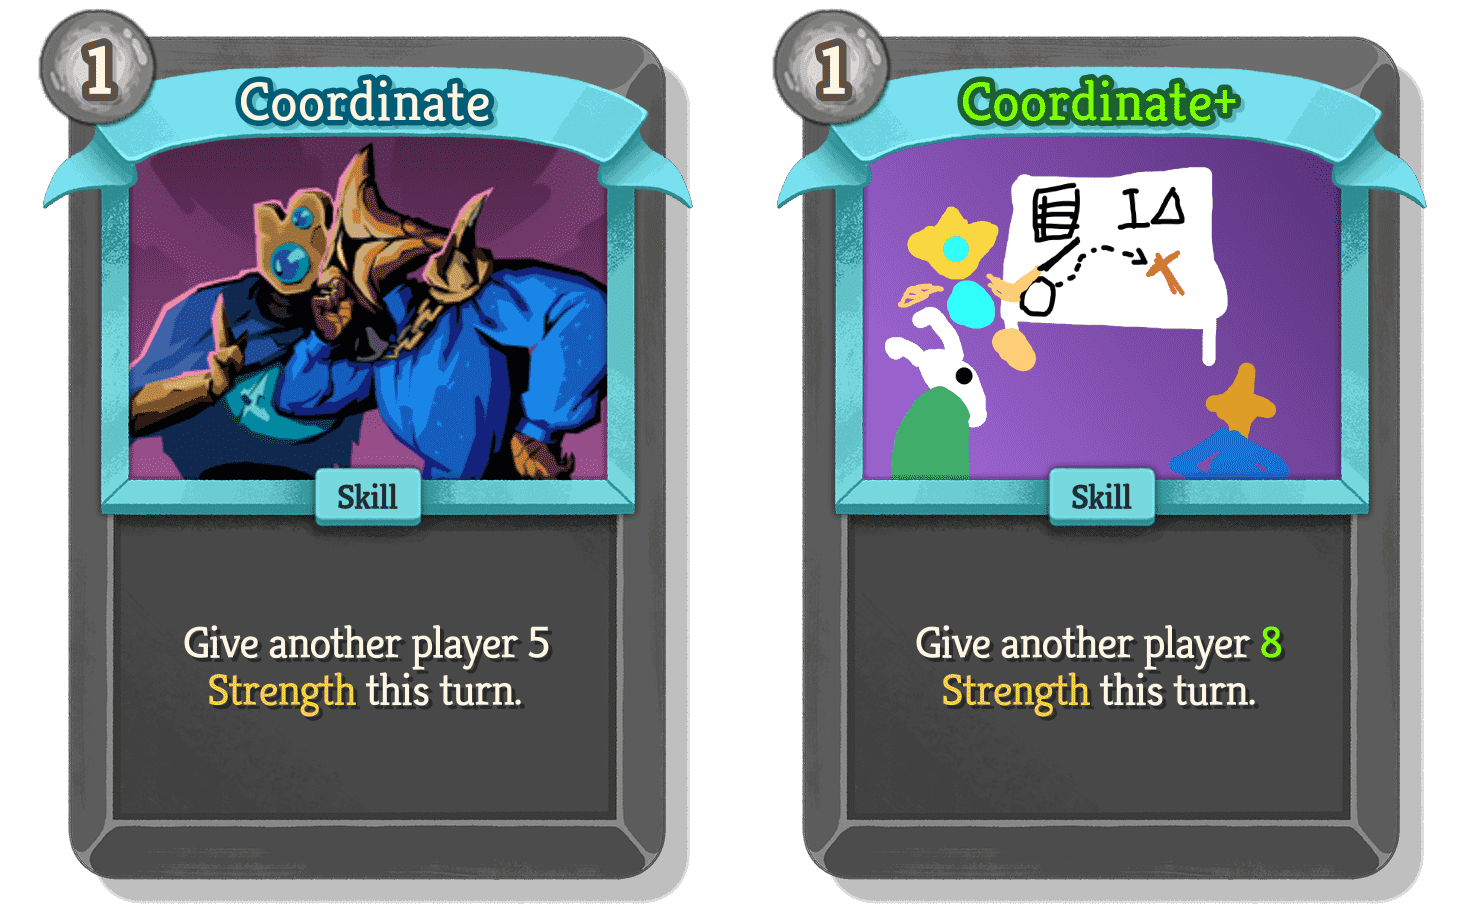 1
Coordinate
Skill
Give another player 5
Strength this turn.
1
Coordinate+
Skill
Give another player 8
Strength this turn.